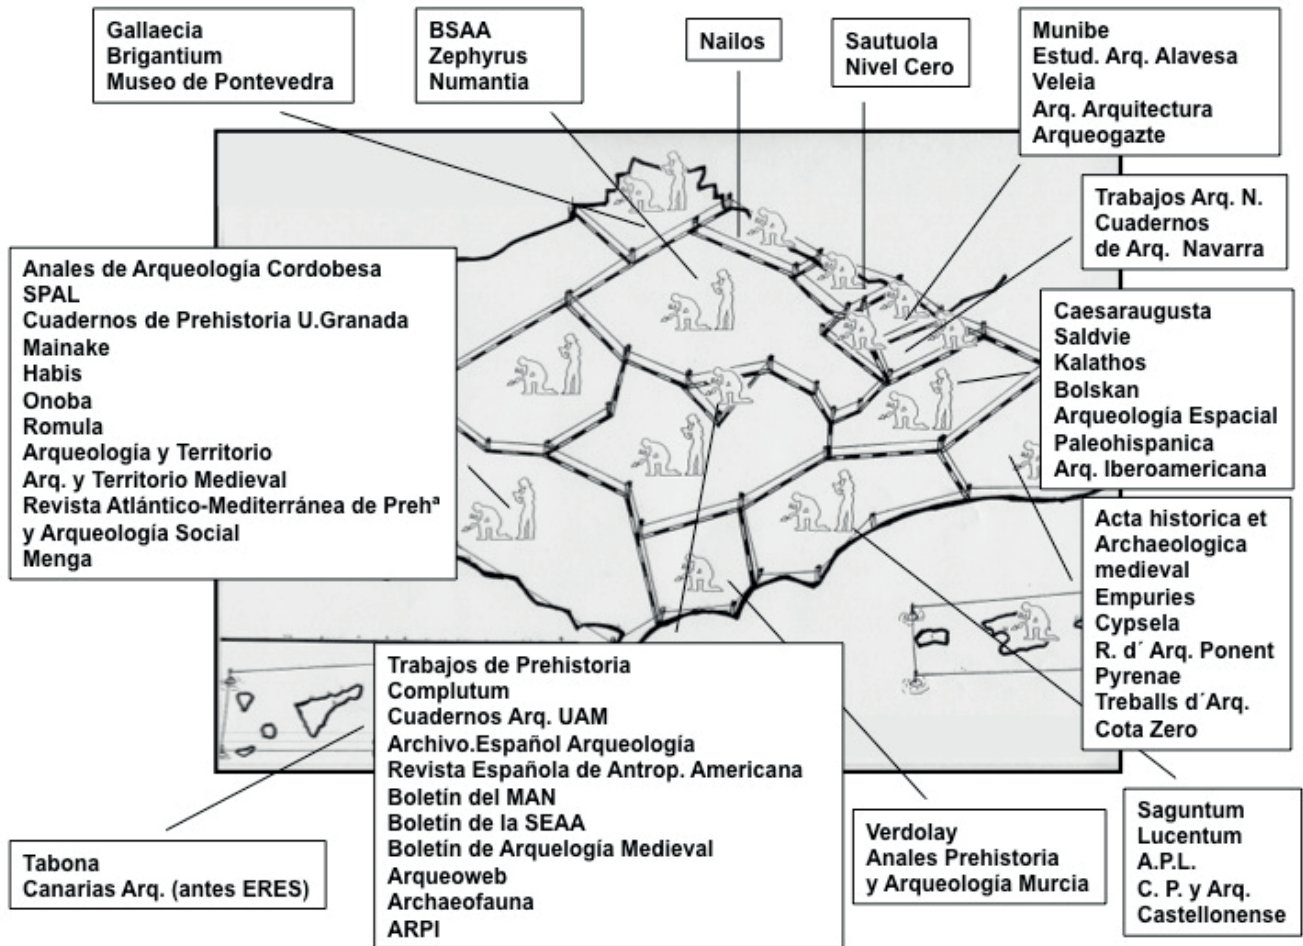 Gallaecia
Brigantium
Museo de Pontevedra
BSAA
Zephyrus
Numantia
Nailos
Sautuola
Nivel Cero
Munibe
Estud. Arq. Alavesa
Veleia
Arq. Arquitectura
Arqueogazte
Trabajos Arq. N.
Cuadernos
de Arq. Navarra
Anales de Arqueología Cordobesa
SPAL
Cuadernos de Prehistoria U.Granada
Mainake
Habis
Onoba
Romula
Arqueología y Territorio
Arq. y Territorio Medieval
Revista Atlántico-Mediterránea de Prehª
y Arqueología Social
Menga
Caesaraugusta
Saldvie
Kalathos
Bolskan
Arqueología Espacial
Paleohispanica
Arq. Iberoamericana
Acta historica et
Archaeologica
medieval
Empuries
Cypsela
R. d´ Arq. Ponent
Pyrenae
Treballs d´Arq.
Cota Zero
Trabajos de Prehistoria
Complutum
Cuadernos Arq. UAM
Archivo.Español Arqueología
Revista Española de Antrop. Americana
Boletín del MAN
Boletín de la SEAA
Boletín de Arquelogía Medieval
Arqueoweb
Archaeofauna
ARPI
Tabona
Canarias Arq. (antes ERES)
Verdolay
Anales Prehistoria
y Arqueología Murcia
Saguntum
Lucentum
A.P.L.
C. P. y Arq.
Castellonense